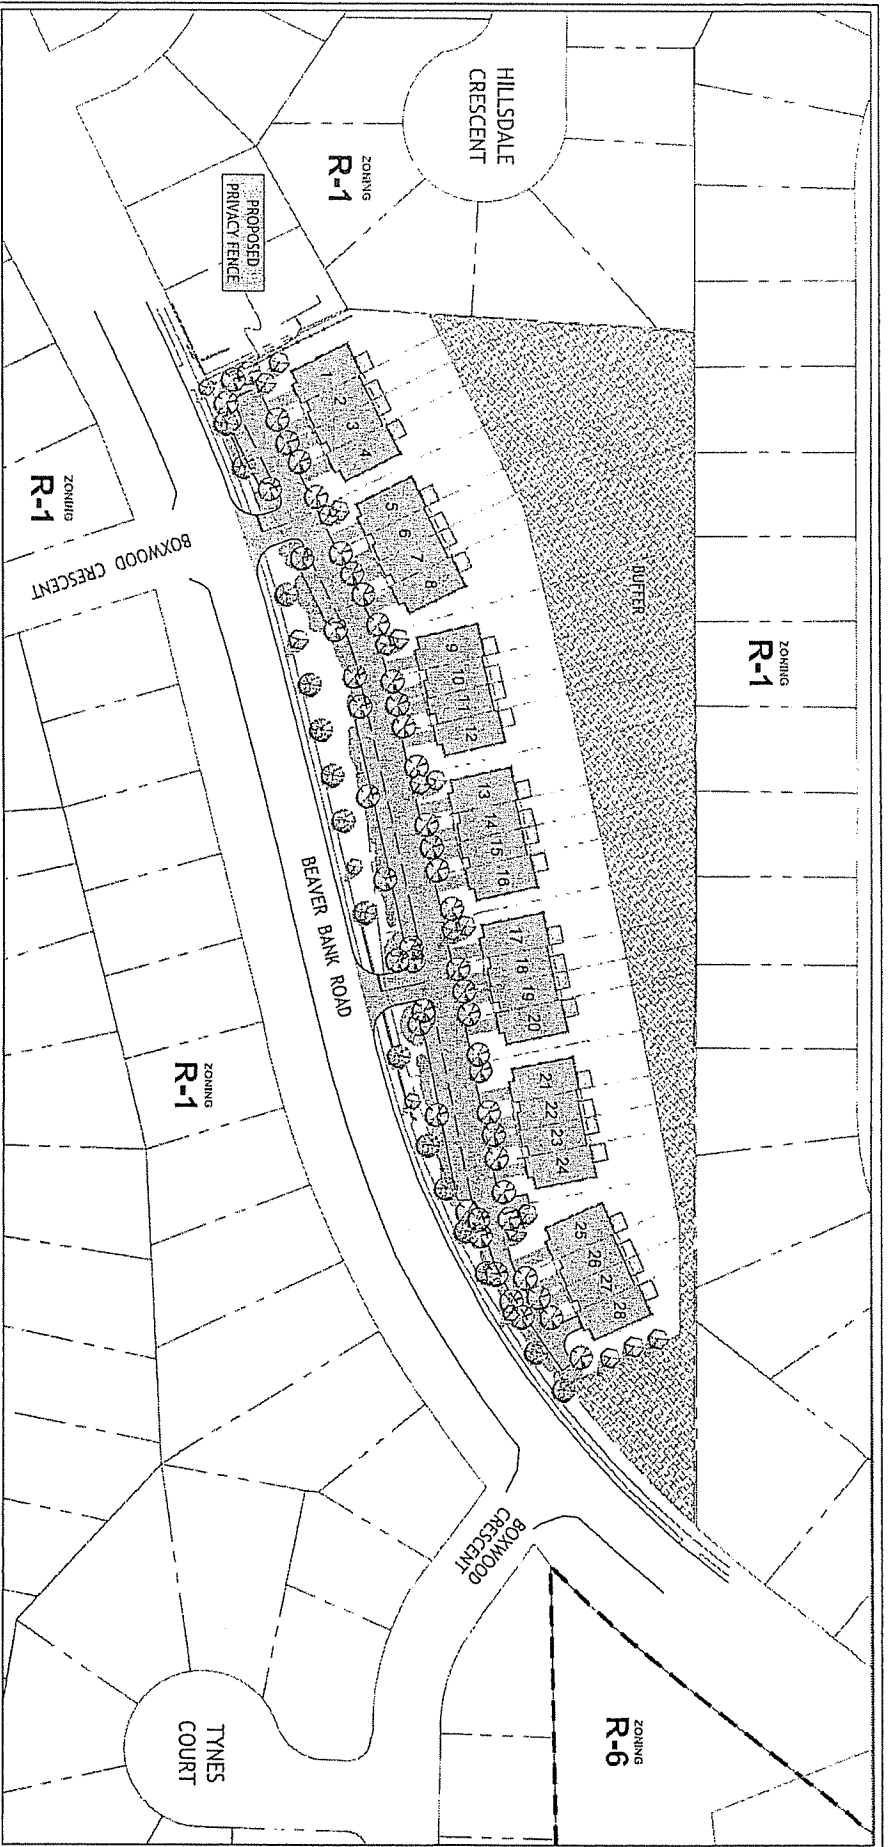 HILLSDALE
CRESCENT
ZONING
R-1
PROPOSED
PRIVACY FENCE
ZONING
R-1
BOXWOOD CRESCENT
BUFFER
ZONING
R-1
1
2
3
4
5
6
7
8
9
10
11
12
13
14
15
16
17
18
19
20
21
22
23
24
25
26
27
28
BEAVER BANK ROAD
ZONING
R-1
BOXWOOD
CRESCENT
TYNES
COURT
ZONING
R-6